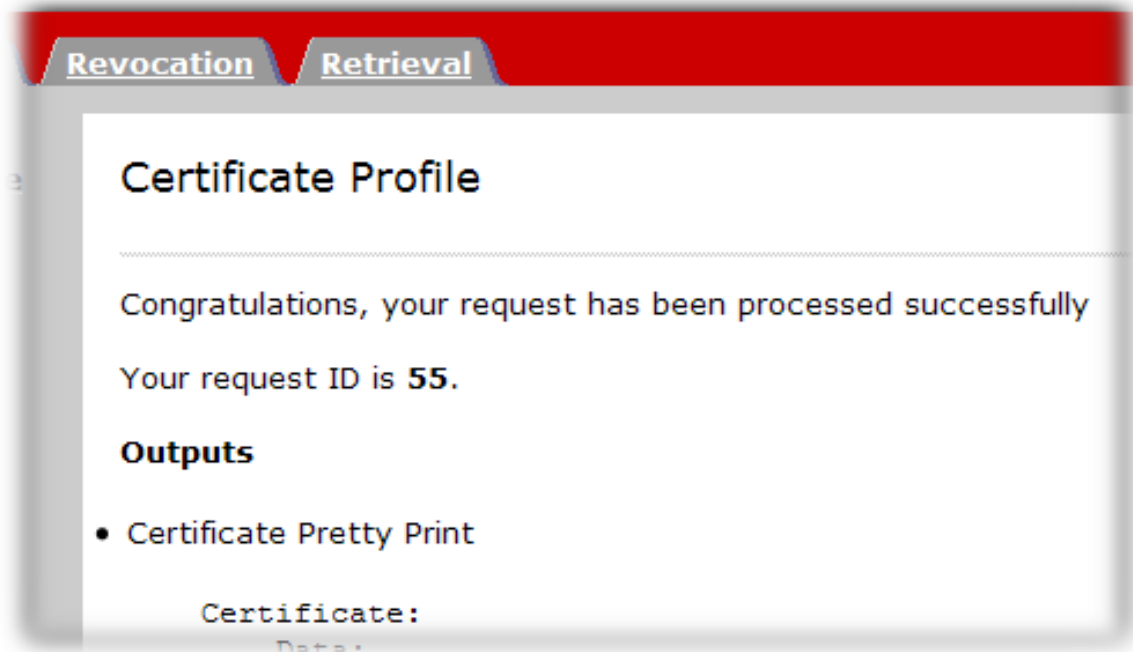 Revocation Retrieval
Certificate Profile
Congratulations, your request has been processed successfully
Your request ID is 55.
Outputs
• Certificate Pretty Print
Certificate:
Data: